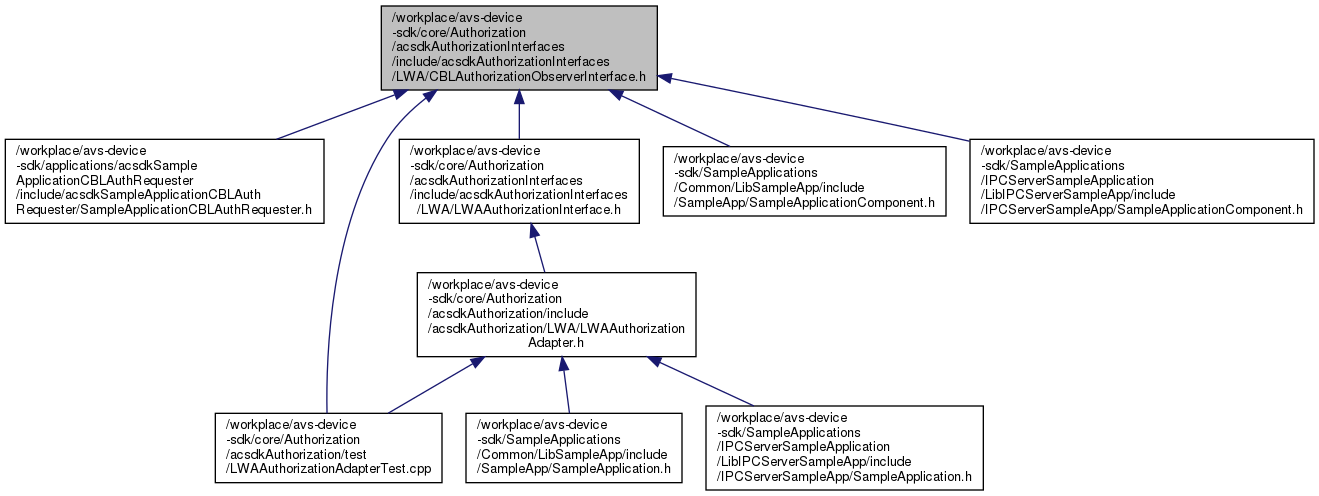 /workplace/avs-device
-sdk/core/Authorization
/acsdkAuthorizationInterfaces
/include/acsdkAuthorizationInterfaces
/LWA/CBLAuthorizationObserverInterface.h
/workplace/avs-device
-sdk/applications/acsdkSample
ApplicationCBLAuthRequester
/include/acsdkSampleApplicationCBLAuth
Requester/SampleApplicationCBLAuthRequester.h
/workplace/avs-device
-sdk/core/Authorization
/acsdkAuthorizationInterfaces
/include/acsdkAuthorizationInterfaces
/LWA/LWAAuthorizationInterface.h
/workplace/avs-device
-sdk/SampleApplications
/Common/LibSampleApp/include
/SampleApp/SampleApplicationComponent.h
/workplace/avs-device
-sdk/SampleApplications
/IPCServerSampleApplication
/LibIPCServerSampleApp/include
/IPCServerSampleApp/SampleApplicationComponent.h
/workplace/avs-device
-sdk/core/Authorization
/acsdkAuthorization/include
/acsdkAuthorization/LWA/LWAAuthorization
Adapter.h
/workplace/avs-device
-sdk/core/Authorization
/acsdkAuthorization/test
/LWAAuthorizationAdapterTest.cpp
/workplace/avs-device
-sdk/SampleApplications
/Common/LibSampleApp/include
/SampleApp/SampleApplication.h
/workplace/avs-device
-sdk/SampleApplications
/IPCServerSampleApplication
/LibIPCServerSampleApp/include
/IPCServerSampleApp/SampleApplication.h